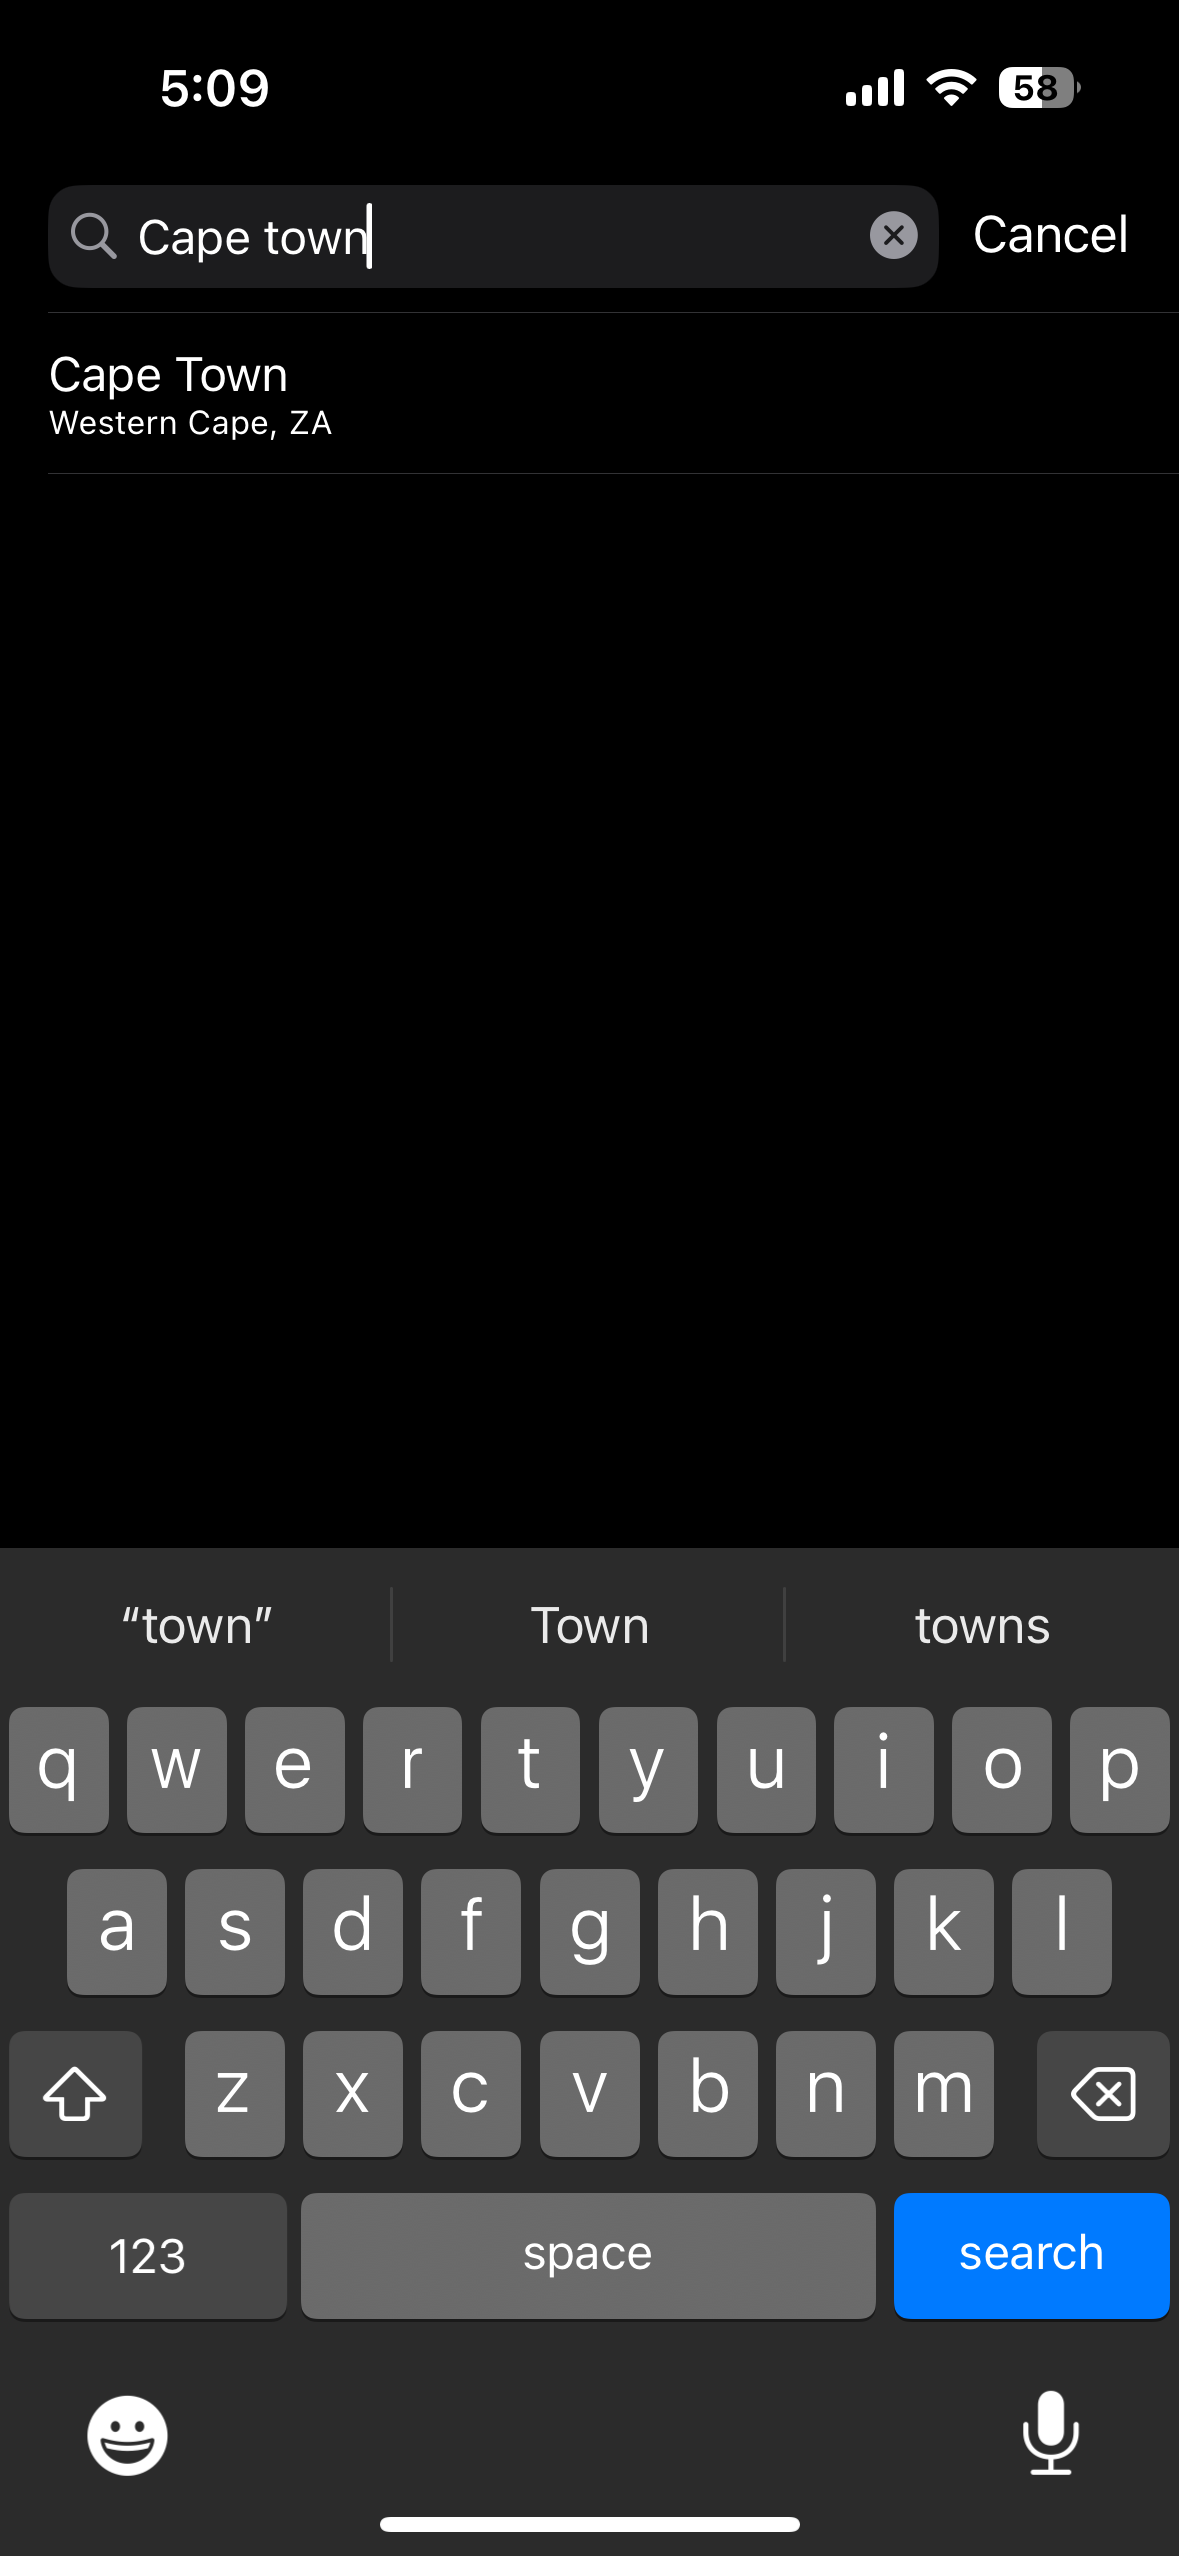 5:09
58
Cape town
Cancel
Cape Town
Western Cape, ZA
“town” Town towns
q w e r t y u i o p
a s d f g h j k l
z x c v b n m
123 space search